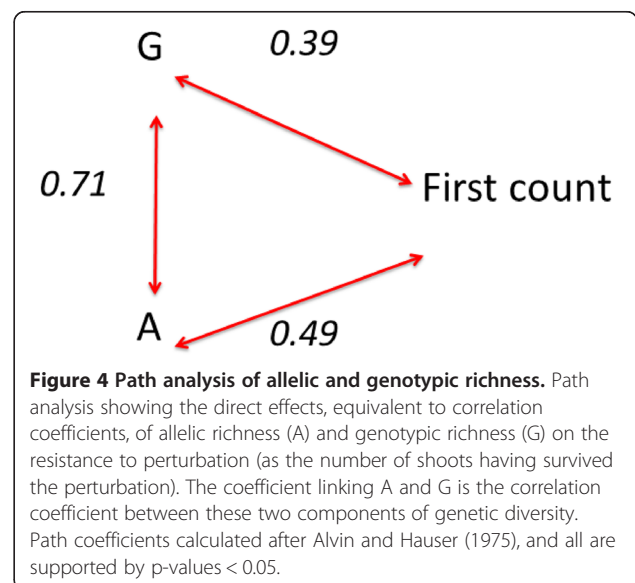 G
0.39
0.71
First count
A
0.49
Figure 4 Path analysis of allelic and genotypic richness. Path
analysis showing the direct effects, equivalent to correlation
coefficients, of allelic richness (A) and genotypic richness (G) on the
resistance to perturbation (as the number of shoots having survived
the perturbation). The coefficient linking A and G is the correlation
coefficient between these two components of genetic diversity.
Path coefficients calculated after Alvin and Hauser (1975), and all are
supported by p-values < 0.05.